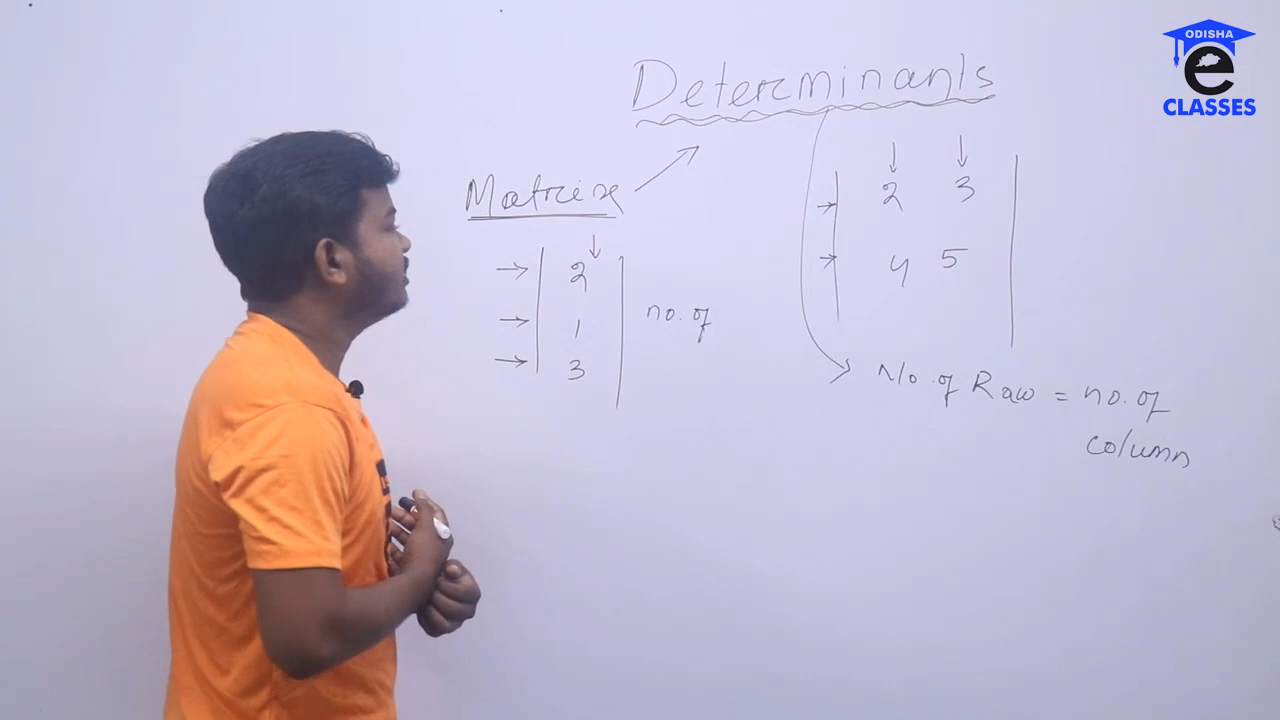 ODISHA
e
CLASSES
Determinants
Matrix
2 3
4 5
2
1
3
no. of
No. of Raw = no. of
column